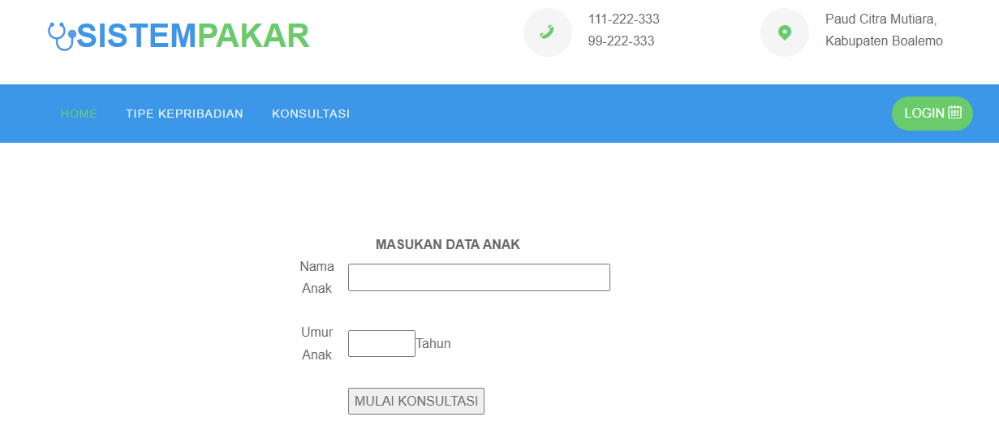 SISTEMPAKAR
111-222-333
99-222-333
Paud Citra Mutiara,
Kabupaten Boalemo
HOME
TIPE KEPRIBADIAN
KONSULTASI
LOGIN
MASUKAN DATA ANAK
Nama
Anak
Umur
Anak
Tahun
MULAI KONSULTASI